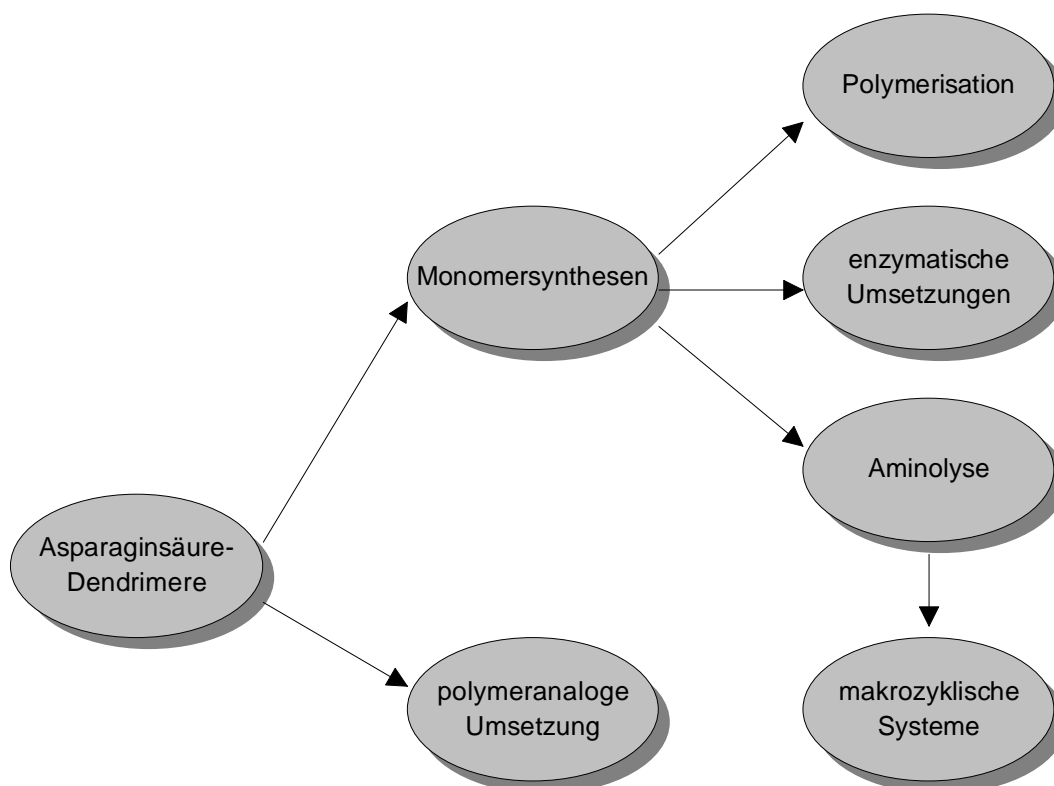 Polymerisation
Monomersynthesen
enzymatische
Umsetzungen
Aminolyse
Asparaginsäure-
Dendrimere
polymeranaloge
Umsetzung
makrozyklische
Systeme